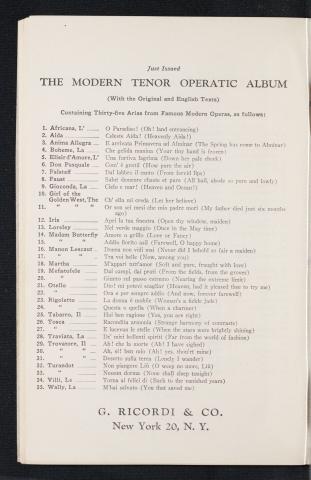 Just Issued
THE MODERN TENOR OPERATIC ALBUM
(With the Original and English Texts)
Containing Thirty-five Arias from Famous Modern Operas, as follows:
1. Africana, L' ...... O Paradiso! (Oh! land entrancing)
2. Aida ...... Celeste Aida! (Heavenly Aida!)
3. Anima Allegra ... È arrivata Primavera ad Alminar (The Spring has come to Alminar)
4. Boheme, La ...... Che gelida manina (Your tiny hand is frozen)
5. Elisir d'Amore, L' Una furtiva lagrima (Down her pale cheek)
6. Don Pasquale ...... Com' è gentil (How pure the air)
7. Falstaff ...... Dal labbro il canto (From fervid lips)
8. Faust ...... Salve dimora casta et pura (All hail, abode so pure and lowly)
9. Gioconda, La ...... Cielo e mar! (Heaven and Ocean!)
10. Girl of the
Golden West, The Ch' ella mi creda (Let her believe)
11. " " " " Or son sei mesi che mio padre morì (My father died just six months
ago)
12. Iris ...... Apri la tua finestra (Open thy window, maiden)
13. Loreley ...... Nel verde maggio (Once in the May time)
14. Madam Butterfly Amore o grillo (Love or Fancy)
15. " " Addio fiorito asil (Farewell, O happy home)
16. Manon Lescaut .. Donna non vidi mai (Never did I behold so fair a maiden)
17. " " Tra voi belle (Now, among you)
18. Martha ...... M'apparì tutt'amor (Soft and pure, fraught with love)
19. Mefistofele ...... Dai campi, dai prati (From the fields, from the groves)
20. " ...... Giunto sul passo estremo (Nearing the extreme limit)
21. Otello ...... Dio! mi potevi scagliar (Heaven, had it pleased thee to try me)
22. " ...... Ora e per sempre addio (And now, forever farewell)
23. Rigoletto ...... La donna è mobile (Woman's a fickle jade)
24. " ...... Questa o quella (When a charmer)
25. Tabarro, Il ...... Hai ben ragione (Yes, you are right)
26. Tosca ...... Recondita armonia (Strange harmony of contrasts)
27. " ...... E lucevan le stelle (When the stars were brightly shining)
28. Traviata, La ...... De' miei bollenti spiriti (Far from the world of fashion)
29. Trovatore, Il ...... Ah! che la morte (Ah! I have sighed)
30. " " ...... Ah, sì! ben mio (Ah! yes, thou'rt mine)
31. " " ...... Deserto sulla terra (Lonely I wander)
32. Turandot ...... Non piangere Liù (O weep no more, Liù)
33. " ...... Nessun dorma (None shall sleep tonight)
34. Villi, Le ...... Torna ai felici dì (Back to the vanished years)
35. Wally, La ...... M'hai salvato (You that saved me)
G. RICORDI & CO.
New York 20, N. Y.